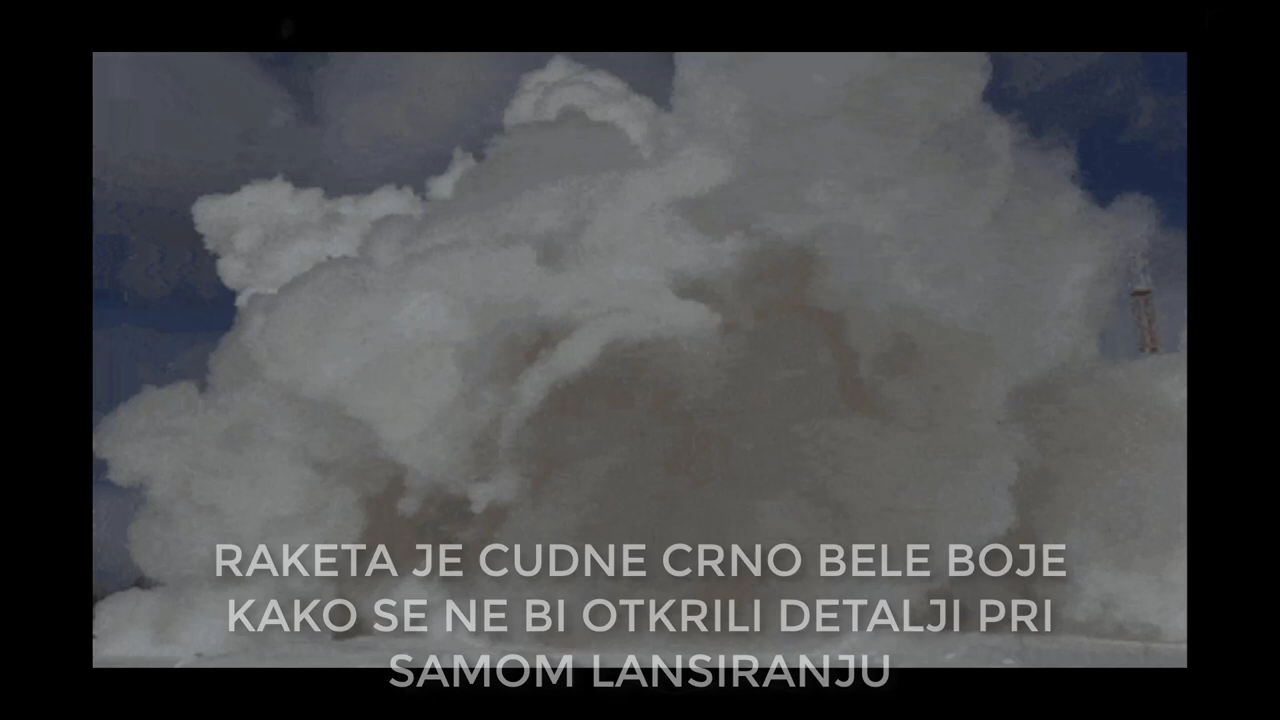 RAKETA JE CUDNE CRNO BELE BOJE
KAKO SE NE BI OTKRILI DETALJI PRI
SAMOM LANSIRANJU